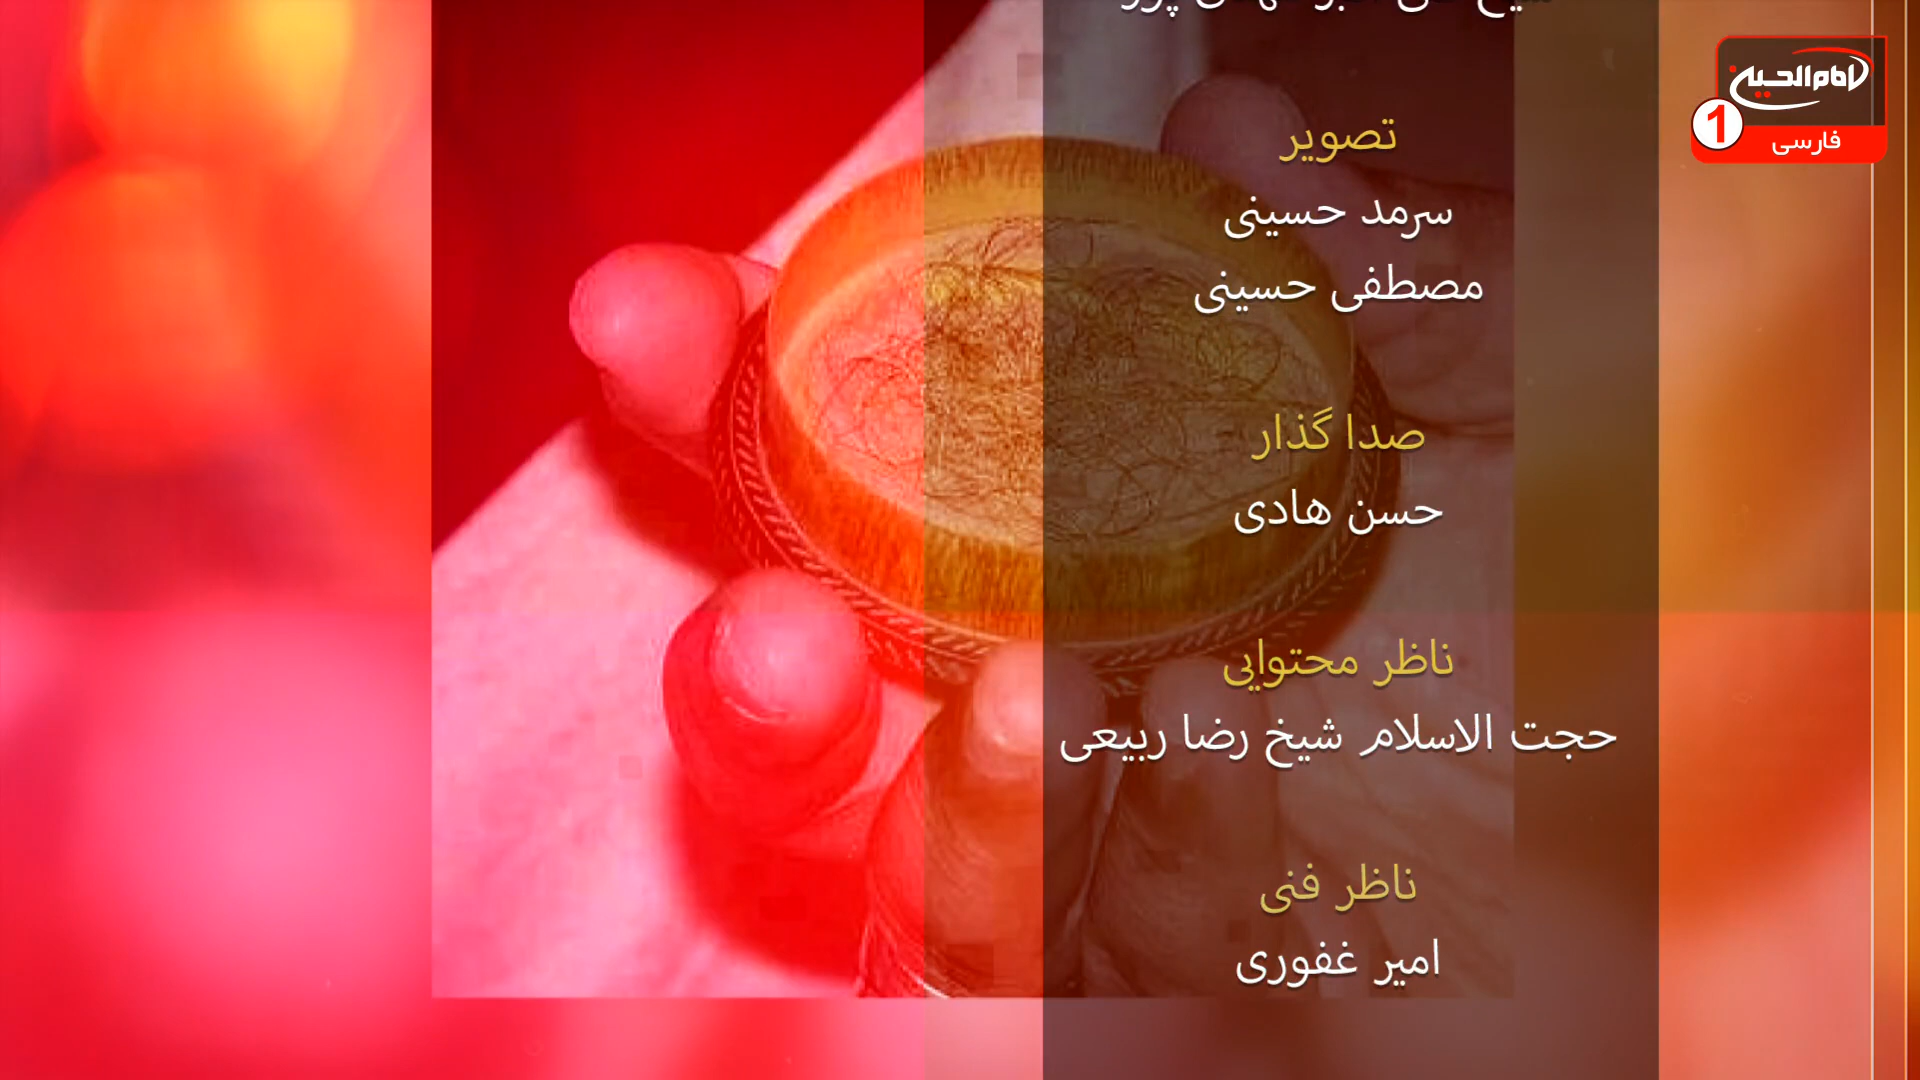 تصویر
سرمد حسینی
مصطفی حسینی
صدا گذار
حسن هادی
ناظر محتوایی
حجت الاسلام شیخ رضا ربیعی
ناظر فنی
امیر غفوری
امام الحسین
1
فارسی